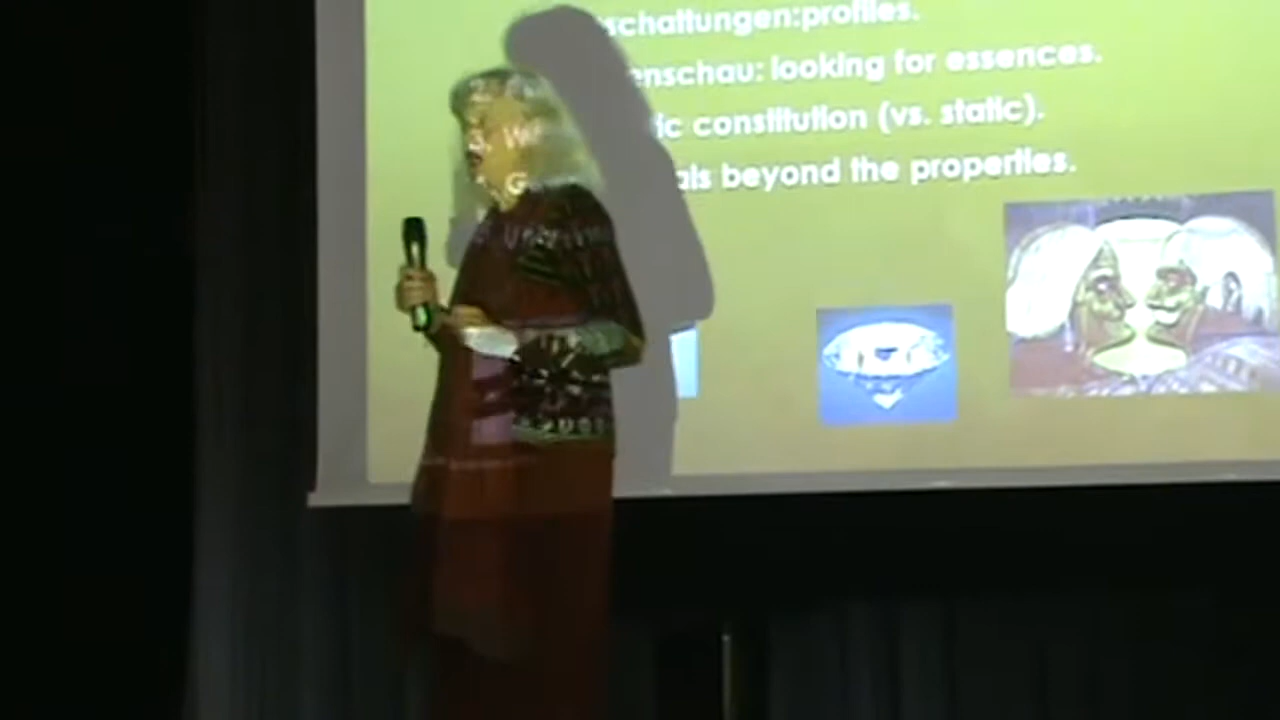 schattungen:profiles.
enschau: looking for essences.
ic constitution (vs. static).
als beyond the properties.